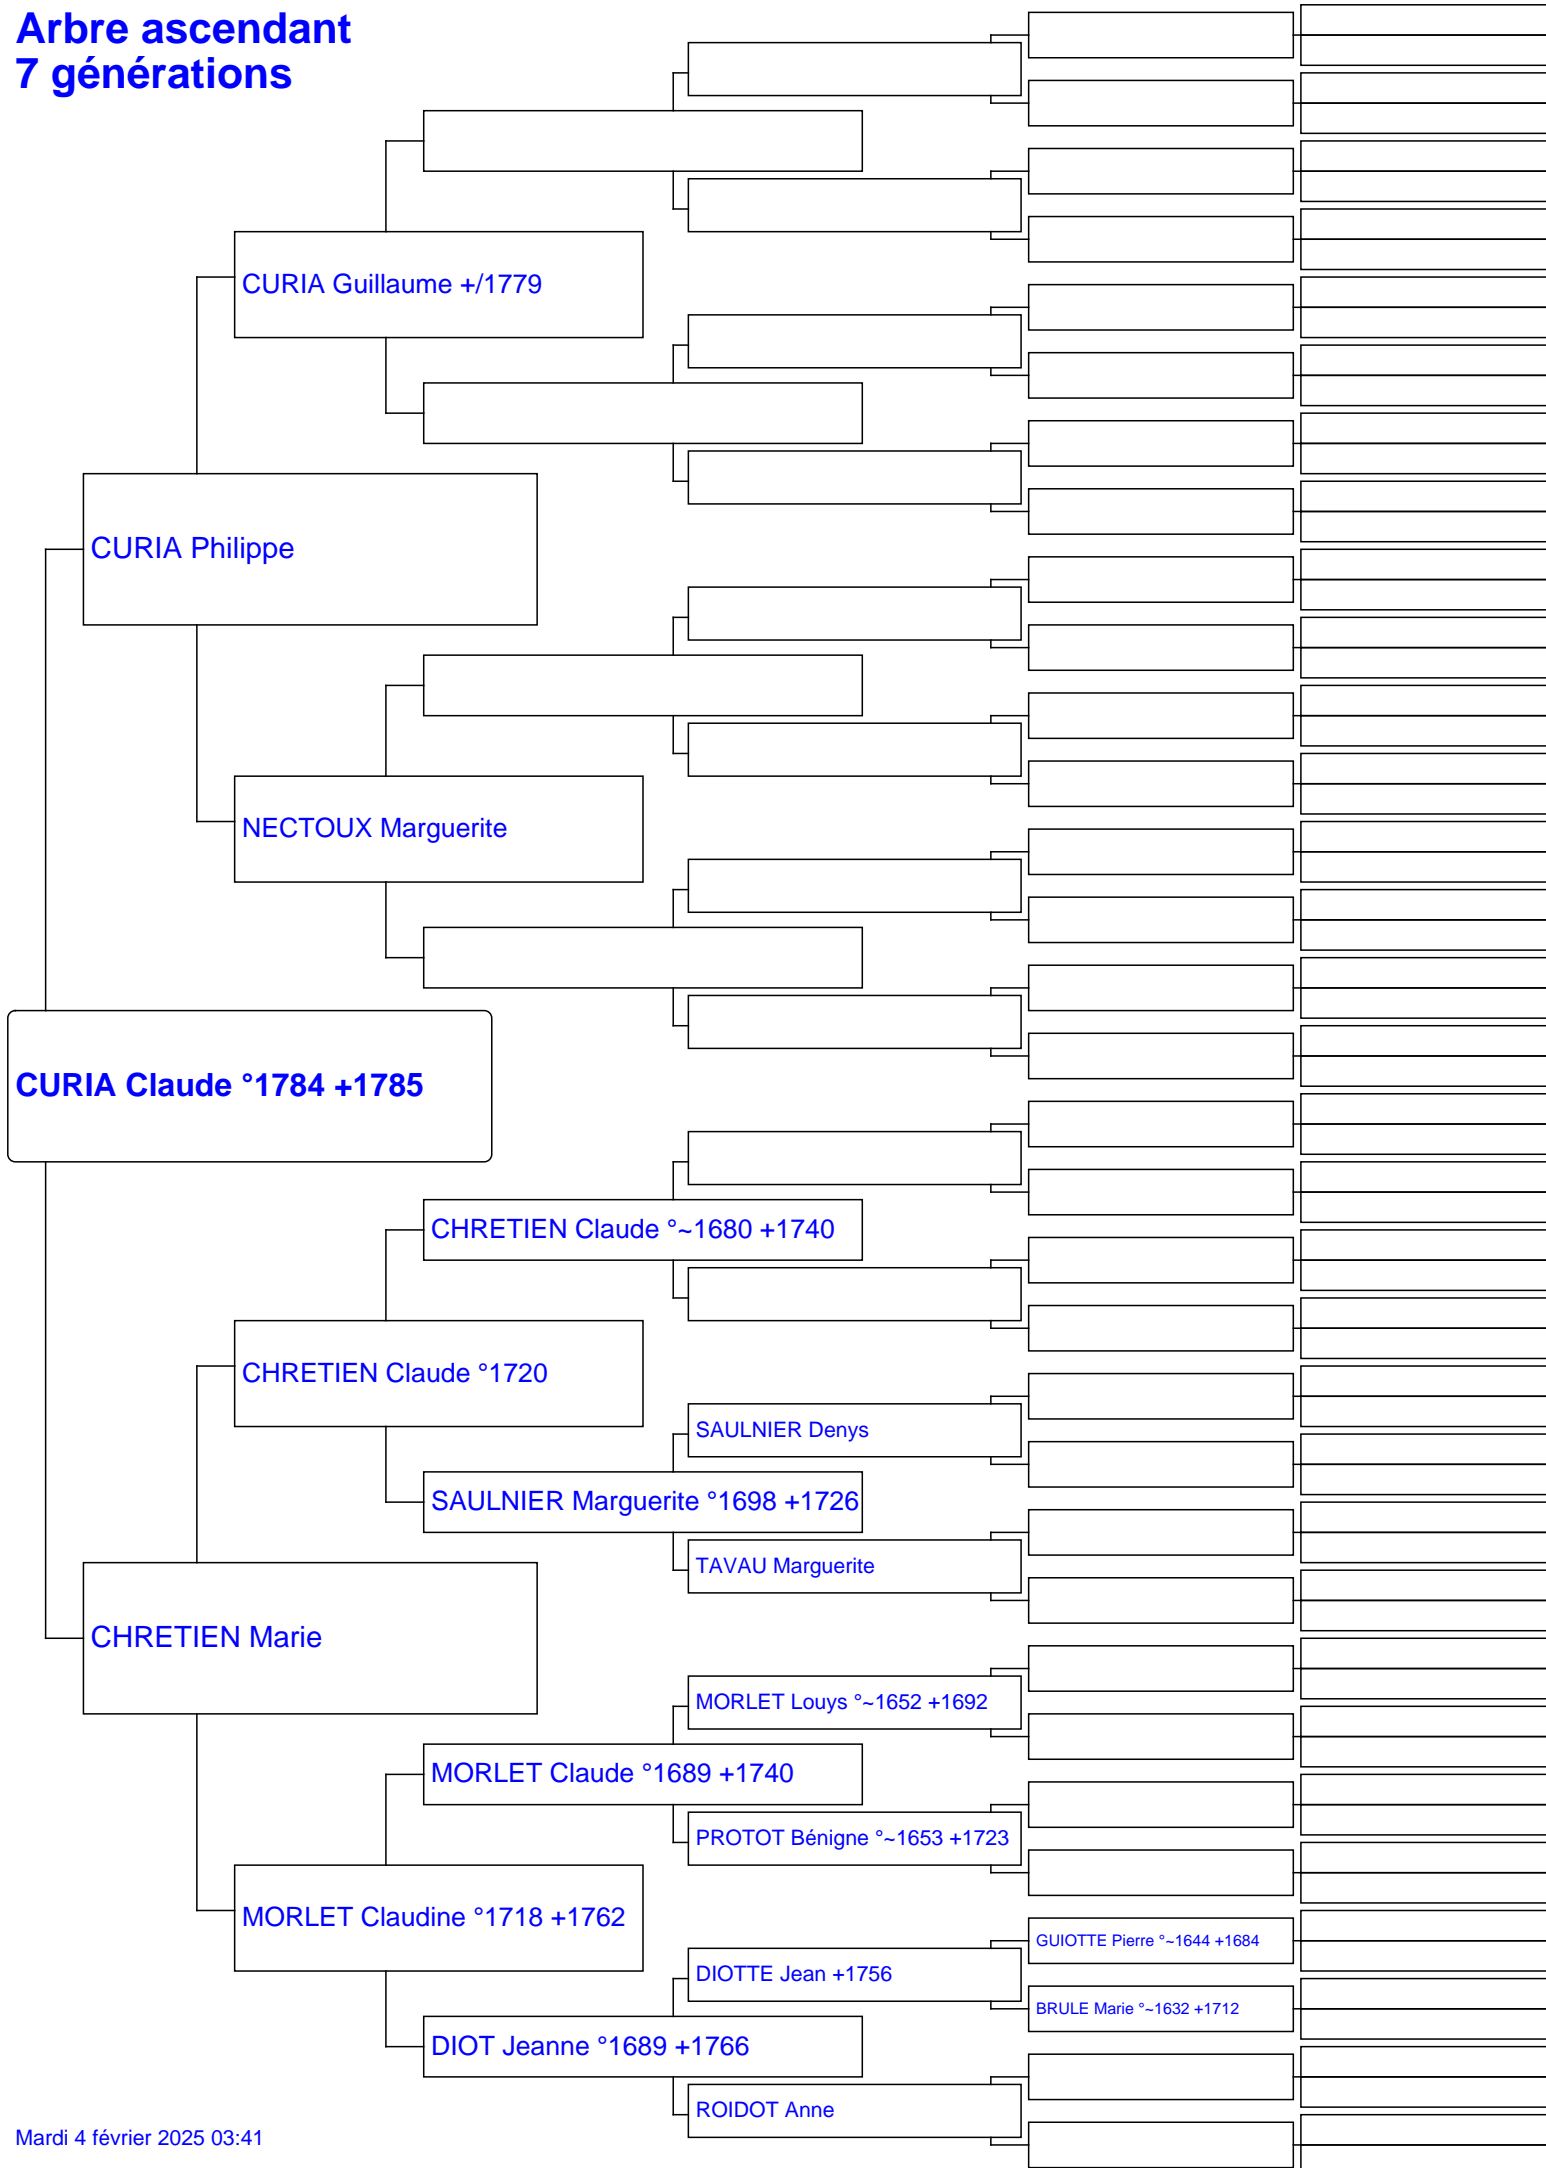 Arbre ascendant
7 générations
CURIA Guillaume +/1779
CURIA Philippe
NECTOUX Marguerite
CURIA Claude °1784 +1785
CHRETIEN Claude °~1680 +1740
CHRETIEN Claude °1720
SAULNIER Denys
SAULNIER Marguerite °1698 +1726
TAVAU Marguerite
CHRETIEN Marie
MORLET Louys °~1652 +1692
MORLET Claude °1689 +1740
PROTOT Bénigne °~1653 +1723
MORLET Claudine °1718 +1762
GUIOTTE Pierre °~1644 +1684
DIOTTE Jean +1756
BRULE Marie °~1632 +1712
DIOT Jeanne °1689 +1766
ROIDOT Anne
Mardi 4 février 2025 03:41